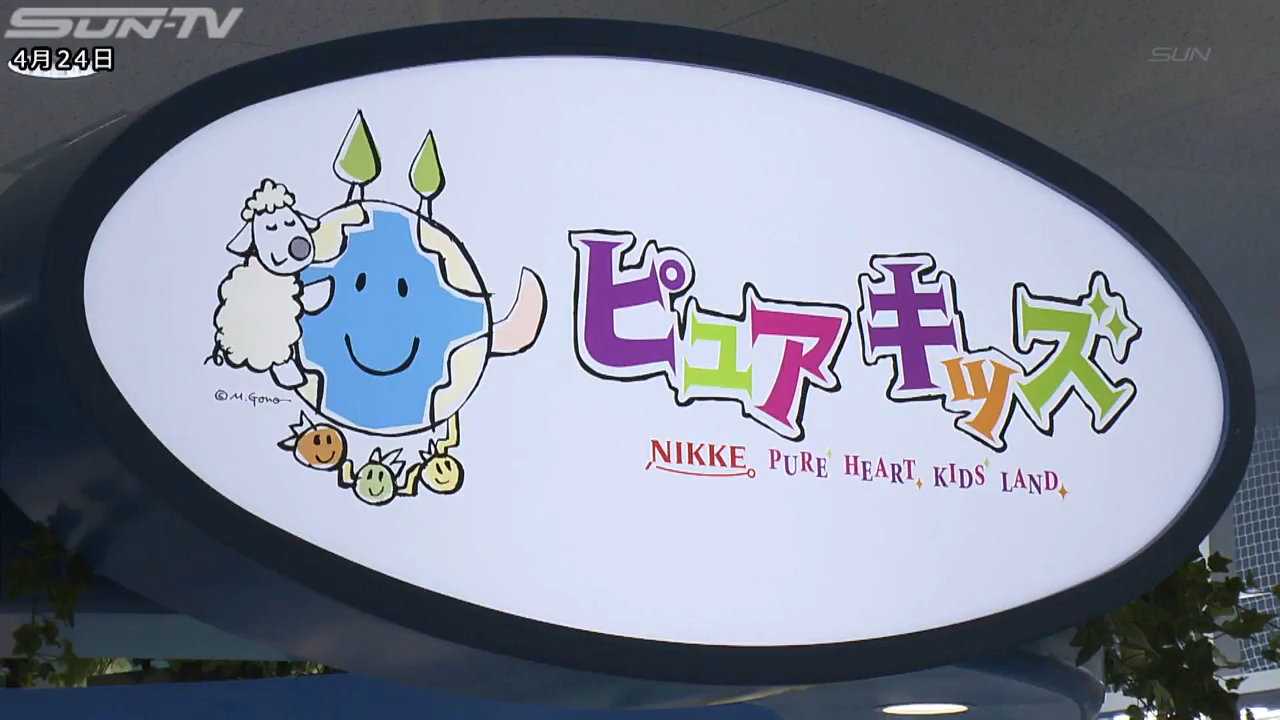 SUN-TV
4月24日
SUN
ピュアキッズ
NIKKE PURE HEART KIDS LAND
©M.Gono